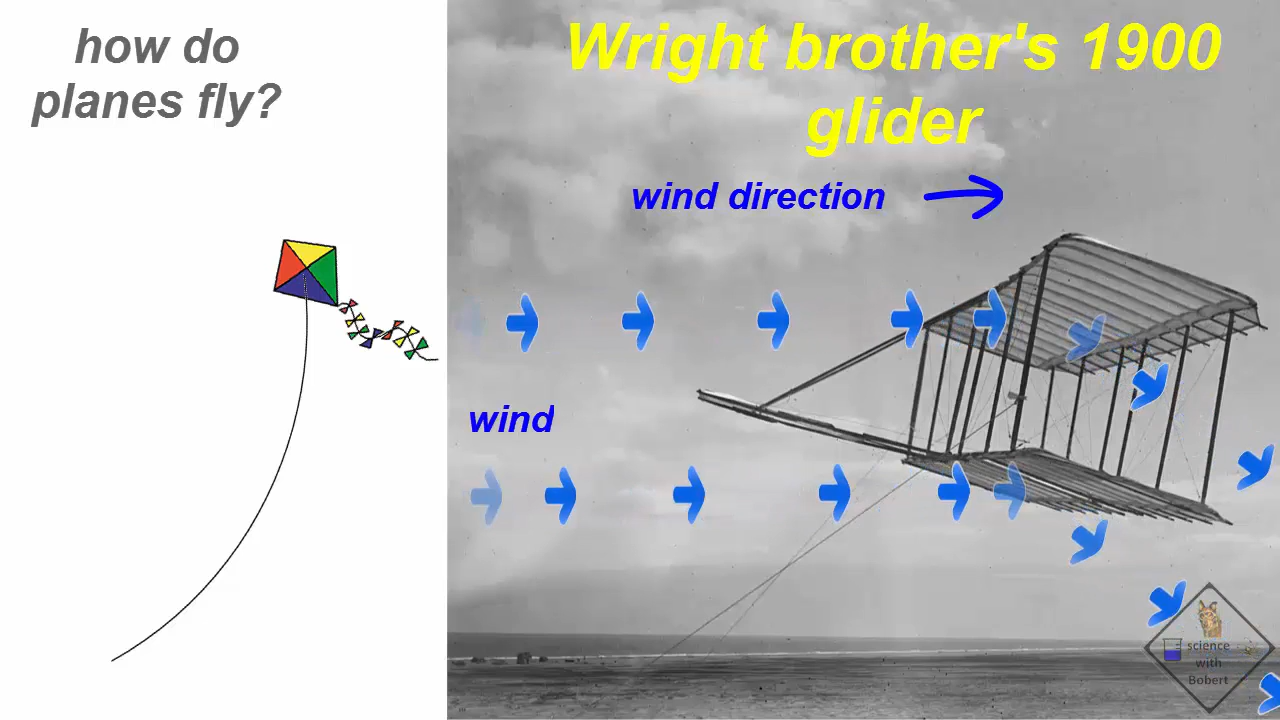 how do
planes fly?
Wright brother's 1900
glider
wind direction
wind
science
with
Bobert